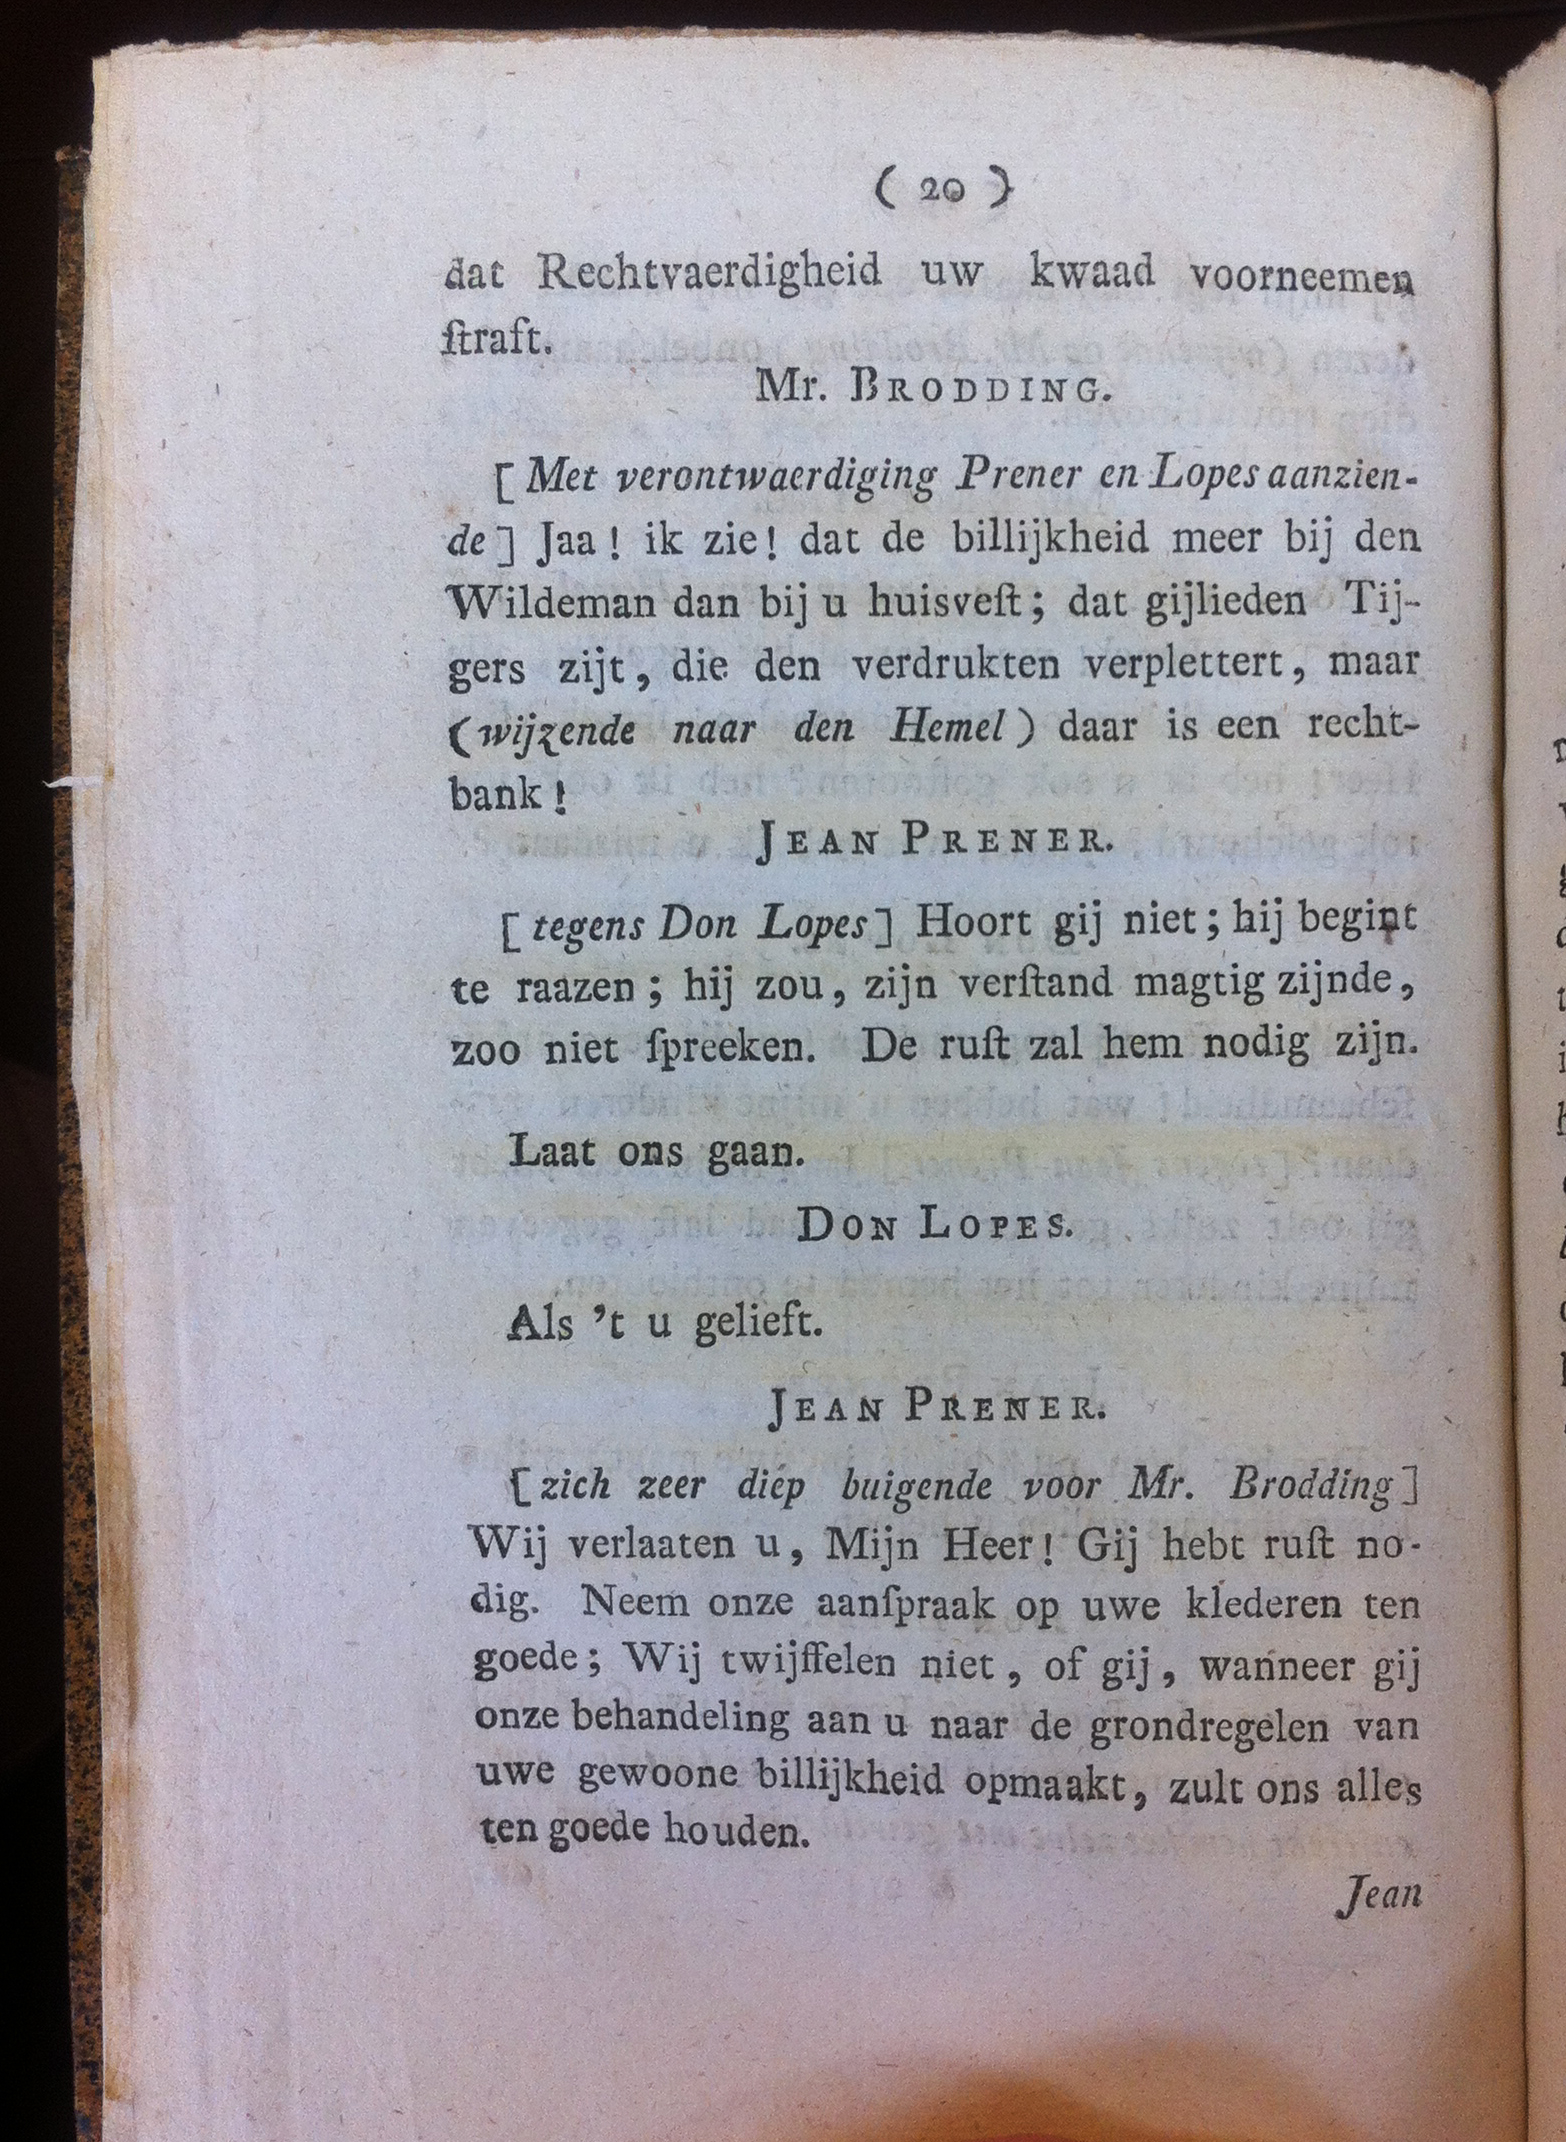 ( 20 )
dat Rechtvaerdigheid uw kwaad voorneemen
ſtraft.
Mr. BRODDING.
[ Met verontwaerdiging Prener en Lopes aanzien-
de ] Jaa ! ik zie ! dat de billijkheid meer bij den
Wildeman dan bij u huisveſt ; dat gijlieden Tij-
gers zijt , die den verdrukten verplettert , maar
( wijzende naar den Hemel ) daar is een recht-
bank !
JEAN PRENER.
[ tegens Don Lopes ] Hoort gij niet ; hij begint
te raazen ; hij zou , zijn verſtand magtig zijnde ,
zoo niet ſpreeken. De ruſt zal hem nodig zijn.
Laat ons gaan.
DON LOPES.
Als 't u gelieft.
JEAN PRENER.
[ zich zeer diep buigende voor Mr. Brodding ]
Wij verlaaten u , Mijn Heer ! Gij hebt ruſt no-
dig. Neem onze aanſpraak op uwe klederen ten
goede ; Wij twijffelen niet , of gij , wanneer gij
onze behandeling aan u naar de grondregelen van
uwe gewoone billijkheid opmaakt , zult ons alles
ten goede houden.
Jean